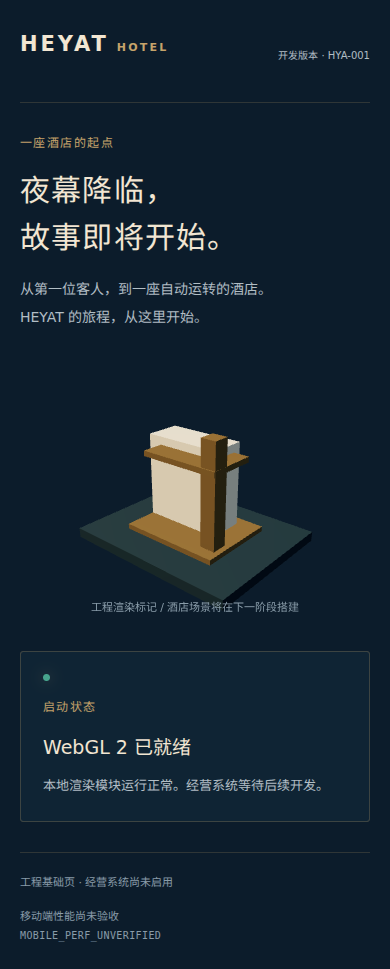 HEYAT HOTEL
开发版本 · HYA-001
一座酒店的起点
夜幕降临，
故事即将开始。
从第一位客人，到一座自动运转的酒店。
HEYAT 的旅程，从这里开始。
工程渲染标记 / 酒店场景将在下一阶段搭建
启动状态
WebGL 2 已就绪
本地渲染模块运行正常。经营系统等待后续开发。
工程基础页 · 经营系统尚未启用
移动端性能尚未验收
MOBILE_PERF_UNVERIFIED